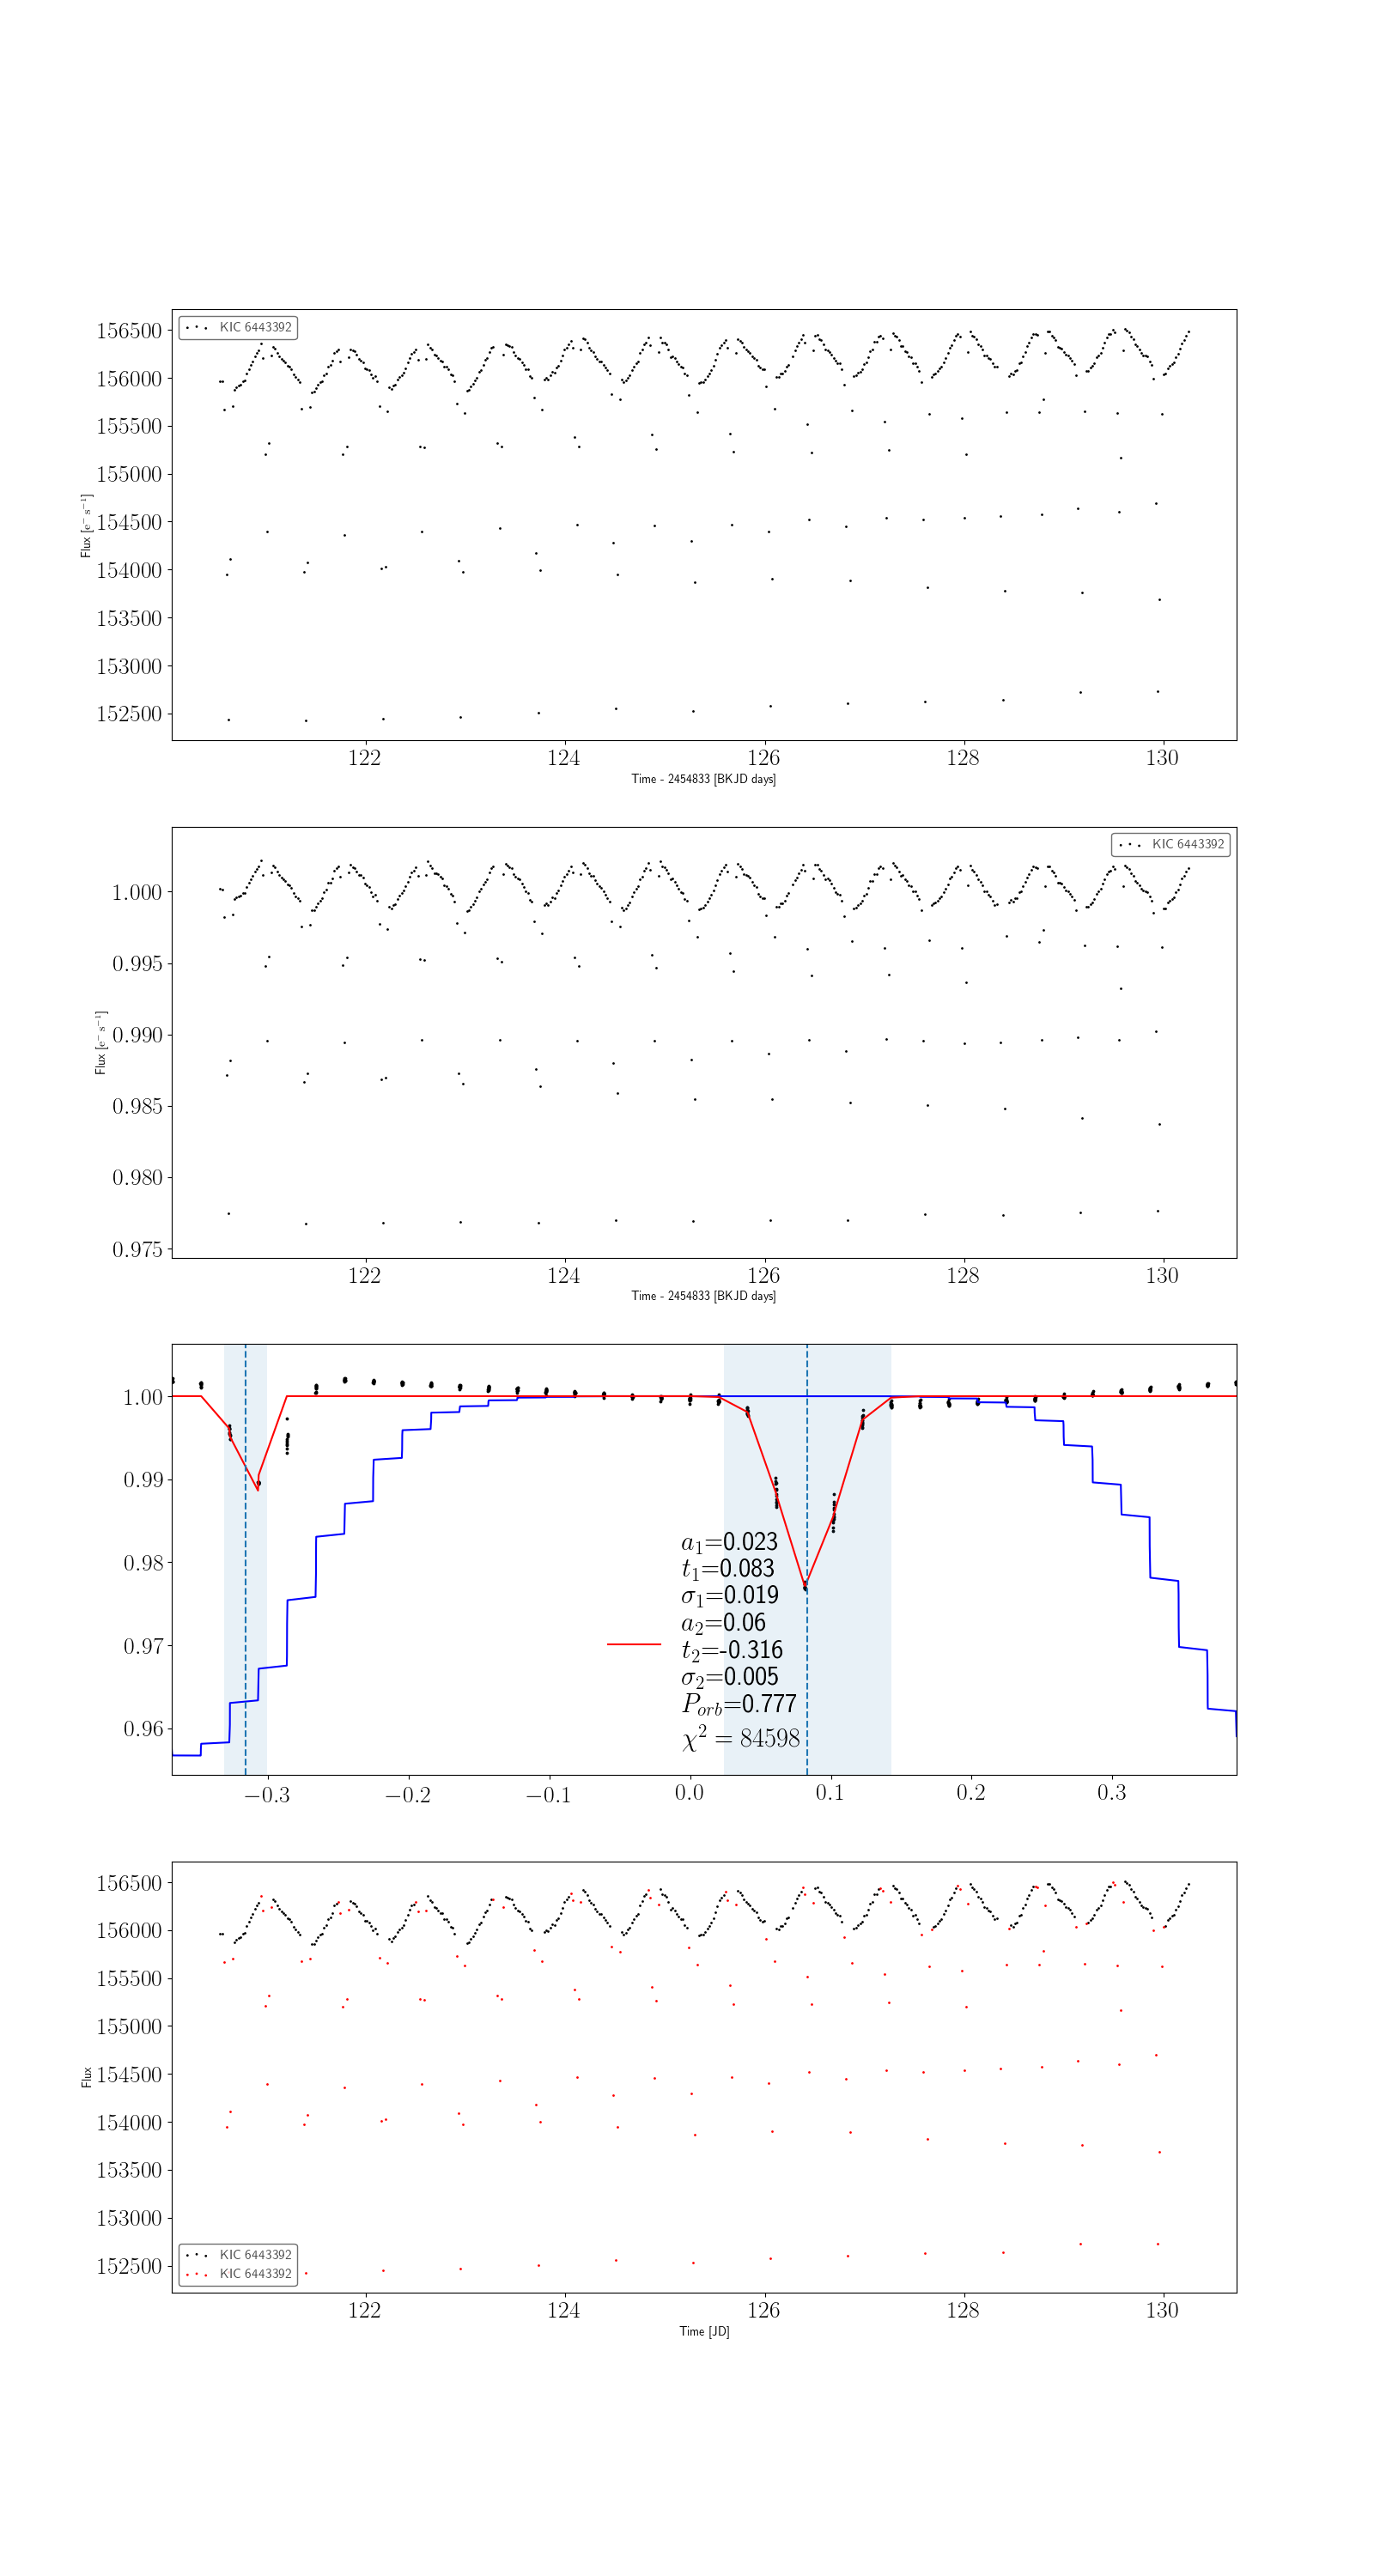 KIC 6443392
156500
156000
155500
155000
154500
154000
153500
153000
152500
Flux [e⁻ s⁻¹]
122 124 126 128 130
Time - 2454833 [BKJD days]
KIC 6443392
1.000
0.995
0.990
0.985
0.980
0.975
Flux [e⁻ s⁻¹]
122 124 126 128 130
Time - 2454833 [BKJD days]
1.00
0.99
0.98
0.97
0.96
a₁=0.023
t₁=0.083
σ₁=0.019
a₂=0.06
t₂=-0.316
σ₂=0.005
P_orb=0.777
χ² = 84598
−0.3 −0.2 −0.1 0.0 0.1 0.2 0.3
156500
156000
155500
155000
154500
154000
153500
153000
152500
Flux
KIC 6443392
KIC 6443392
122 124 126 128 130
Time [JD]